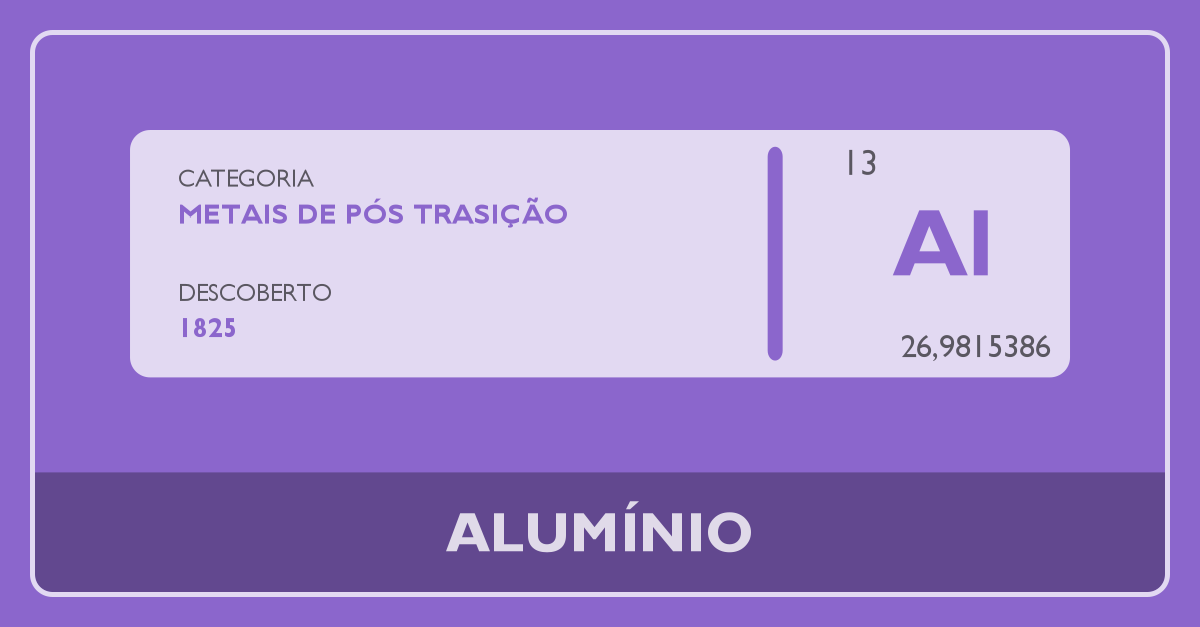 CATEGORIA
METAIS DE PÓS TRASIÇÃO
DESCOBERTO
1825
13
Al
26,9815386
ALUMÍNIO